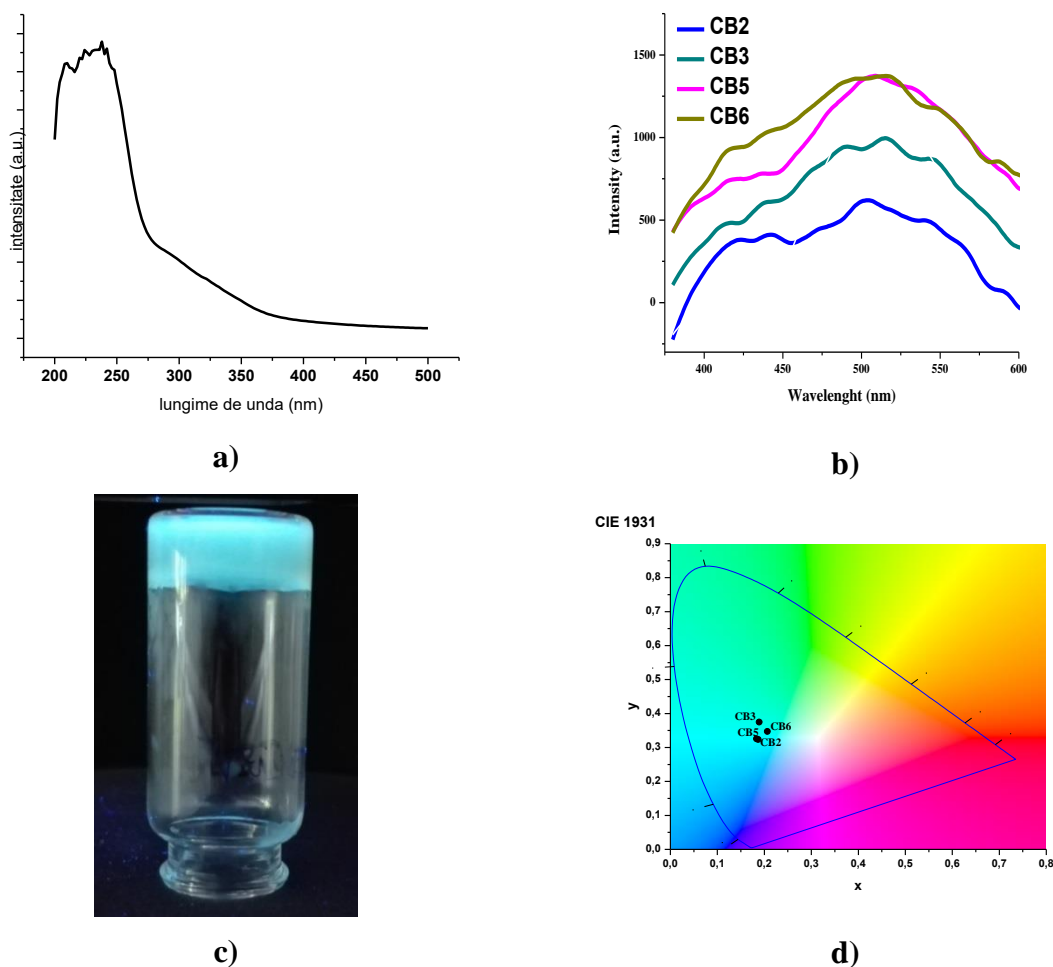 intensitate (a.u.)
200 250 300 350 400 450 500
lungime de unda (nm)
a)
CB2
CB3
CB5
CB6
1500
1000
500
0
Intensity (a.u.)
400 450 500 550 600
Wavelenght (nm)
b)
c)
CIE 1931
0,9
0,8
0,7
0,6
0,5
0,4
0,3
0,2
0,1
0,0
y
CB3
CB6
CB5
CB2
0,0 0,1 0,2 0,3 0,4 0,5 0,6 0,7 0,8
x
d)